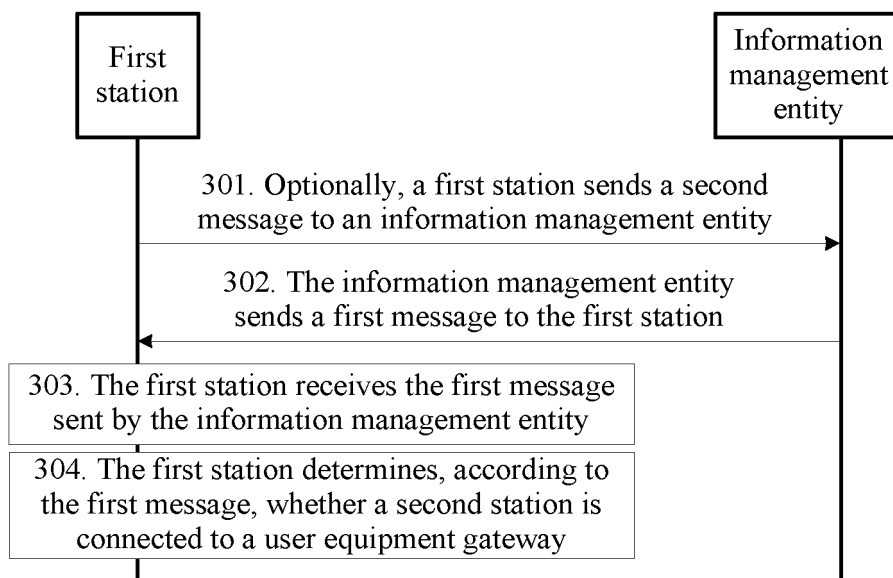 First
station
Information
management
entity
301. Optionally, a first station sends a second
message to an information management entity
302. The information management entity
sends a first message to the first station
303. The first station receives the first message
sent by the information management entity
304. The first station determines, according to
the first message, whether a second station is
connected to a user equipment gateway